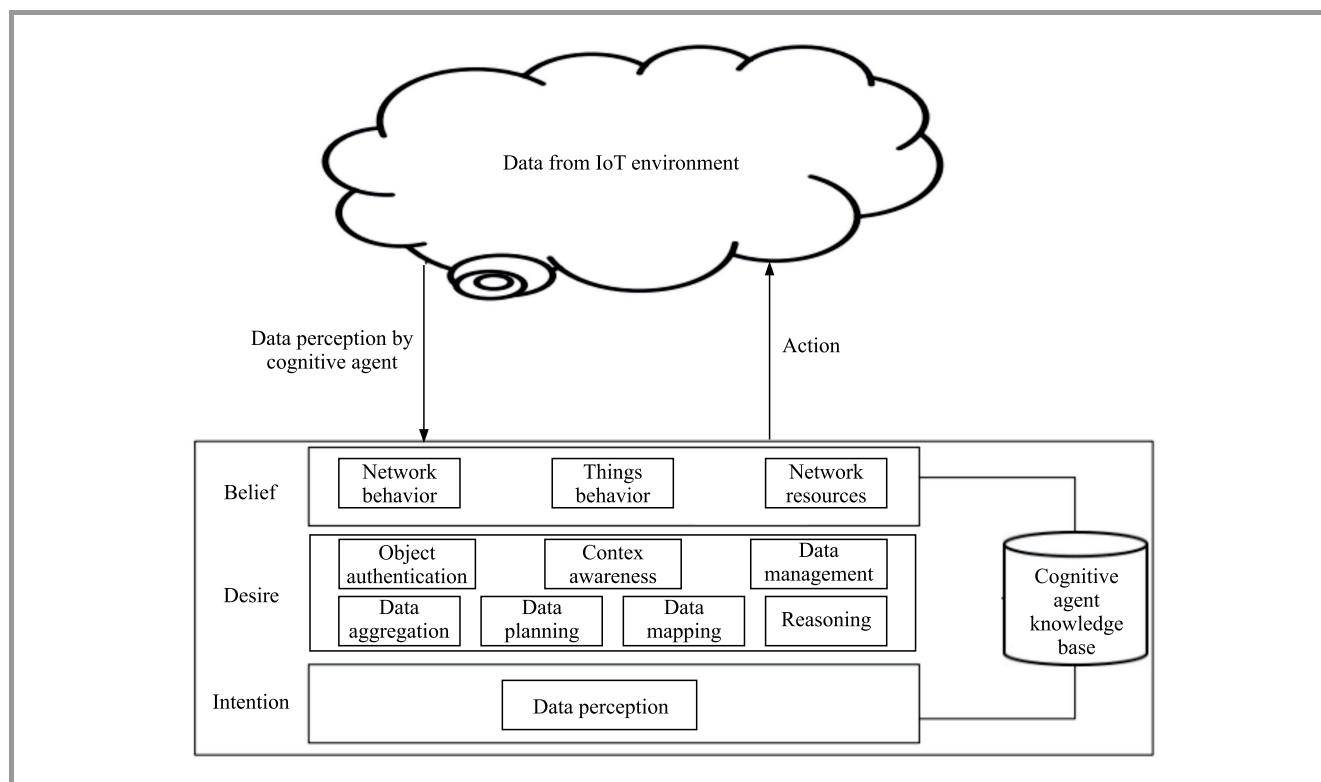 Data from IoT environment
Data perception by
cognitive agent
Action
Belief
Network
behavior
Things
behavior
Network
resources
Desire
Object
authentication
Contex
awareness
Data
management
Data
aggregation
Data
planning
Data
mapping
Reasoning
Intention
Data perception
Cognitive
agent
knowledge
base